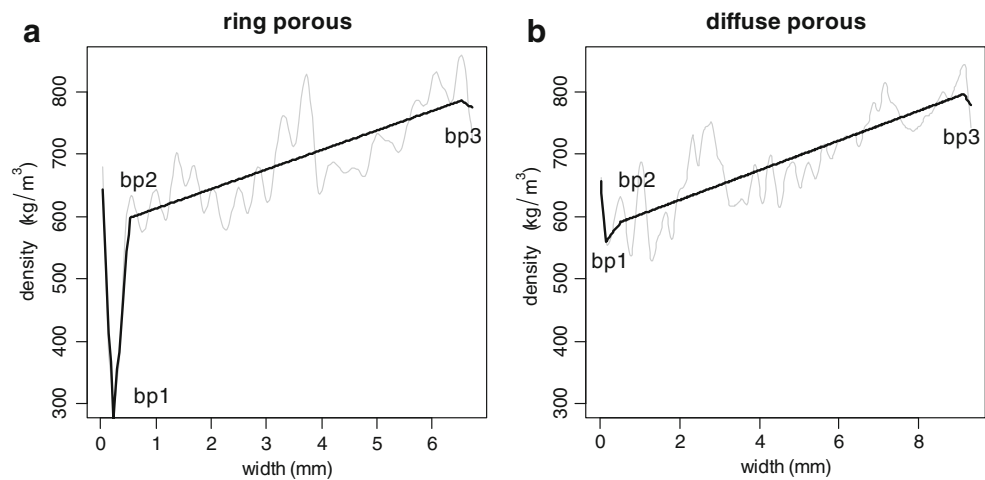 a
ring porous
density (kg/m³)
800
700
600
500
400
300
bp2
bp1
bp3
0 1 2 3 4 5 6
width (mm)
b
diffuse porous
density (kg/m³)
800
700
600
500
400
300
bp2
bp1
bp3
0 2 4 6 8
width (mm)